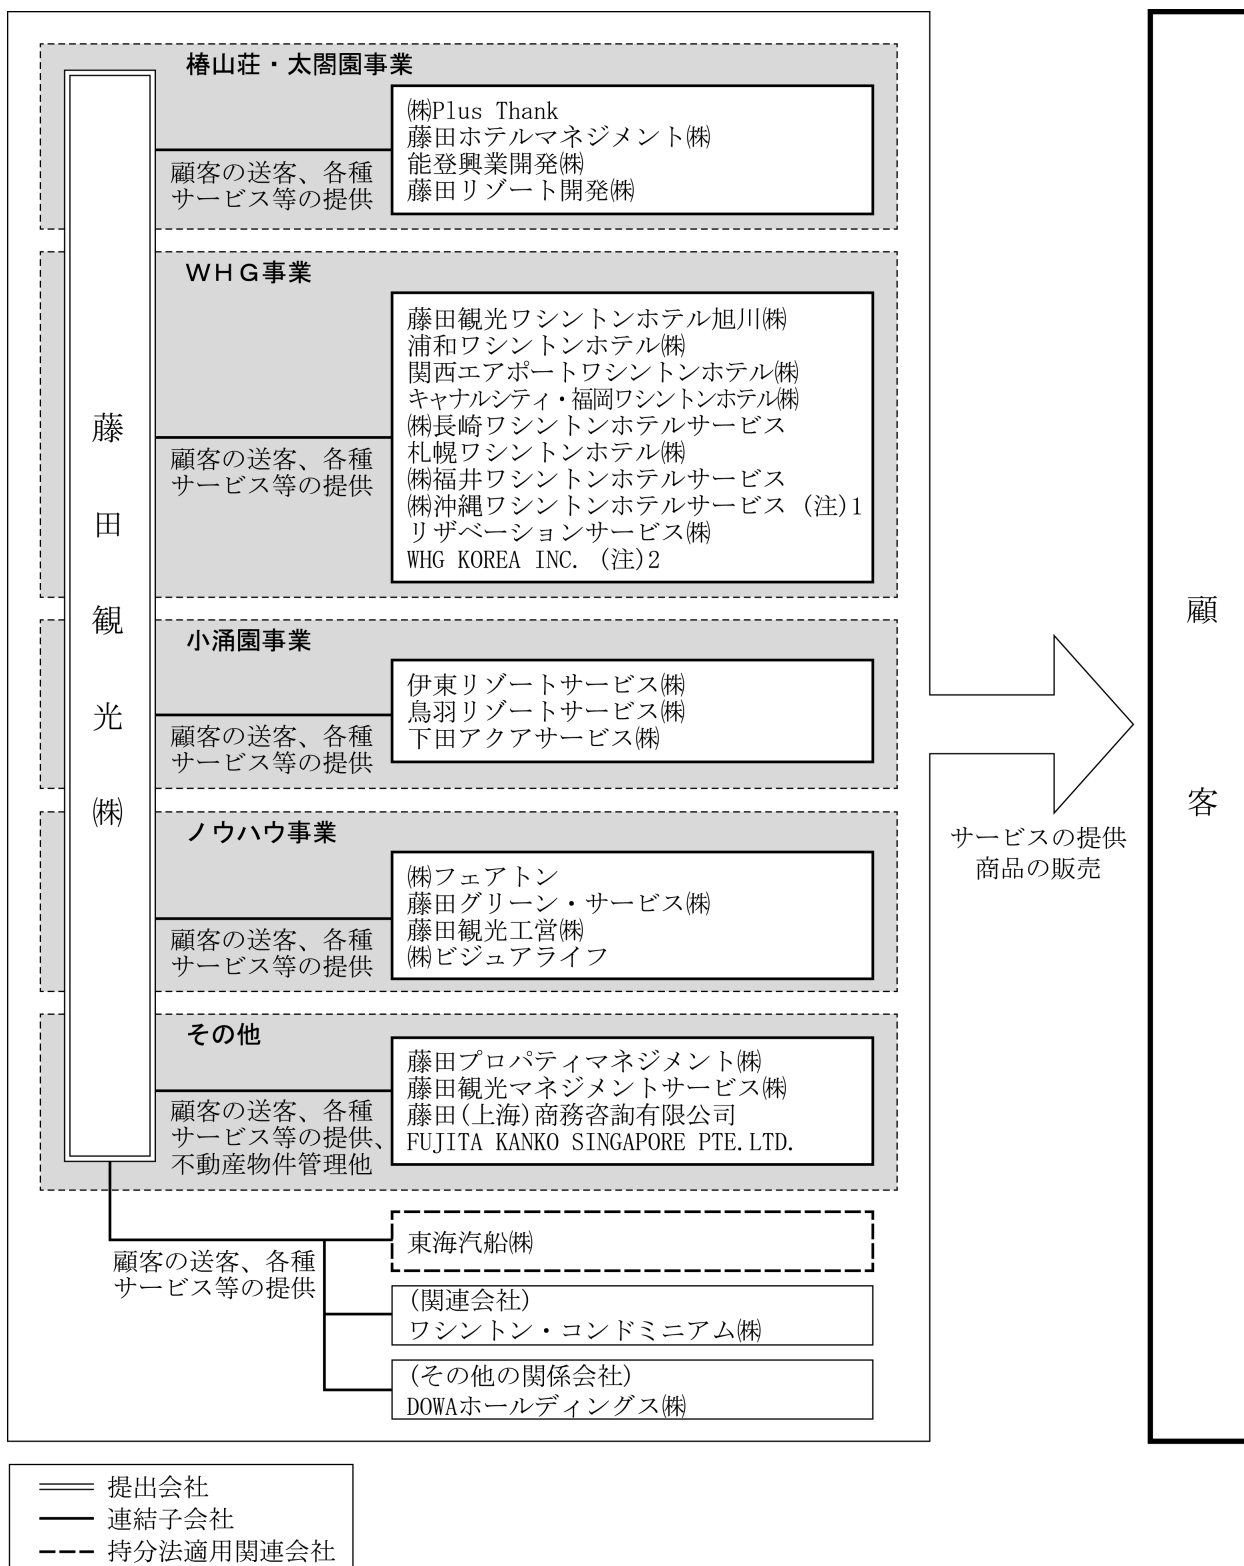 藤田観光㈱
椿山荘・太閤園事業
顧客の送客、各種
サービス等の提供
㈱Plus Thank
藤田ホテルマネジメント㈱
能登興業開発㈱
藤田リゾート開発㈱
ＷＨＧ事業
顧客の送客、各種
サービス等の提供
藤田観光ワシントンホテル旭川㈱
浦和ワシントンホテル㈱
関西エアポートワシントンホテル㈱
キャナルシティ・福岡ワシントンホテル㈱
㈱長崎ワシントンホテルサービス
札幌ワシントンホテル㈱
㈱福井ワシントンホテルサービス
㈱沖縄ワシントンホテルサービス (注)1
リザベーションサービス㈱
WHG KOREA INC. (注)2
小涌園事業
顧客の送客、各種
サービス等の提供
伊東リゾートサービス㈱
鳥羽リゾートサービス㈱
下田アクアサービス㈱
ノウハウ事業
顧客の送客、各種
サービス等の提供
㈱フェアトン
藤田グリーン・サービス㈱
藤田観光工営㈱
㈱ビジュアライフ
その他
顧客の送客、各種
サービス等の提供、
不動産物件管理他
藤田プロパティマネジメント㈱
藤田観光マネジメントサービス㈱
藤田(上海)商務咨詢有限公司
FUJITA KANKO SINGAPORE PTE.LTD.
顧客の送客、各種
サービス等の提供
東海汽船㈱
(関連会社)
ワシントン・コンドミニアム㈱
(その他の関係会社)
DOWAホールディングス㈱
サービスの提供
商品の販売
顧客
提出会社
連結子会社
持分法適用関連会社